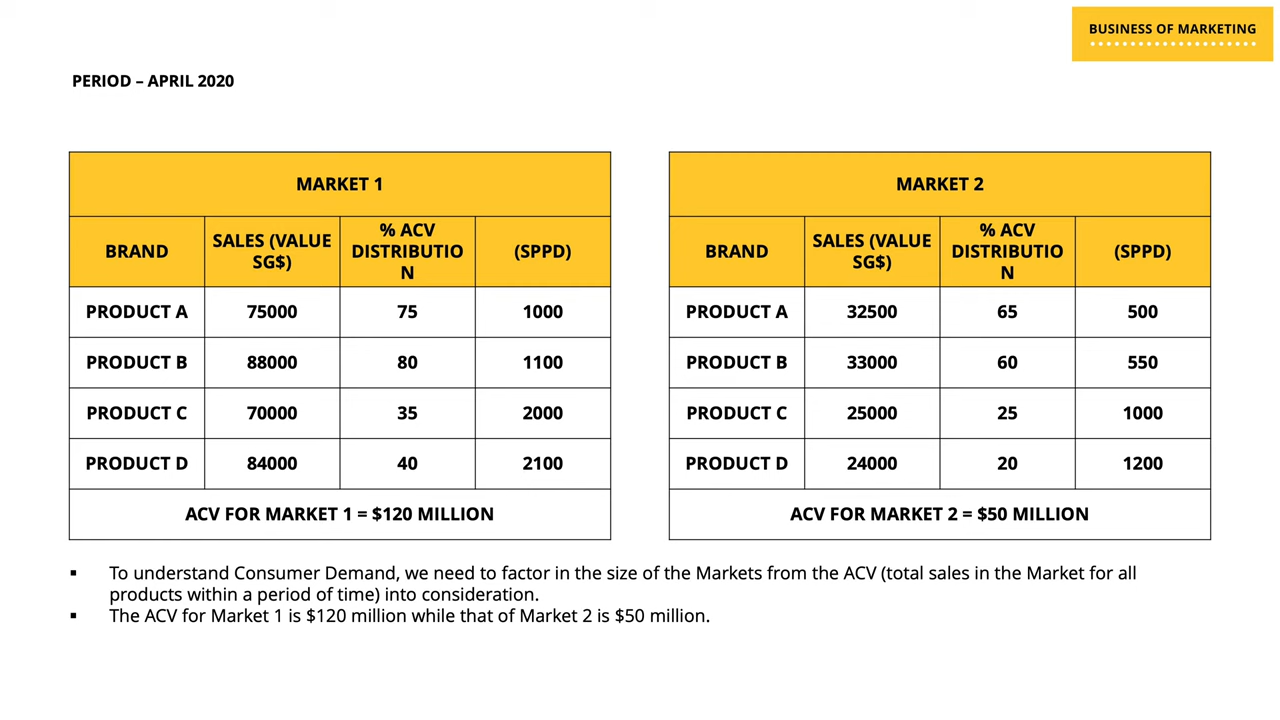 BUSINESS OF MARKETING
PERIOD – APRIL 2020
MARKET 1
BRAND SALES (VALUE SG$) % ACV DISTRIBUTIO N (SPPD)
PRODUCT A 75000 75 1000
PRODUCT B 88000 80 1100
PRODUCT C 70000 35 2000
PRODUCT D 84000 40 2100
ACV FOR MARKET 1 = $120 MILLION
MARKET 2
BRAND SALES (VALUE SG$) % ACV DISTRIBUTIO N (SPPD)
PRODUCT A 32500 65 500
PRODUCT B 33000 60 550
PRODUCT C 25000 25 1000
PRODUCT D 24000 20 1200
ACV FOR MARKET 2 = $50 MILLION
▪ To understand Consumer Demand, we need to factor in the size of the Markets from the ACV (total sales in the Market for all
products within a period of time) into consideration.
▪ The ACV for Market 1 is $120 million while that of Market 2 is $50 million.